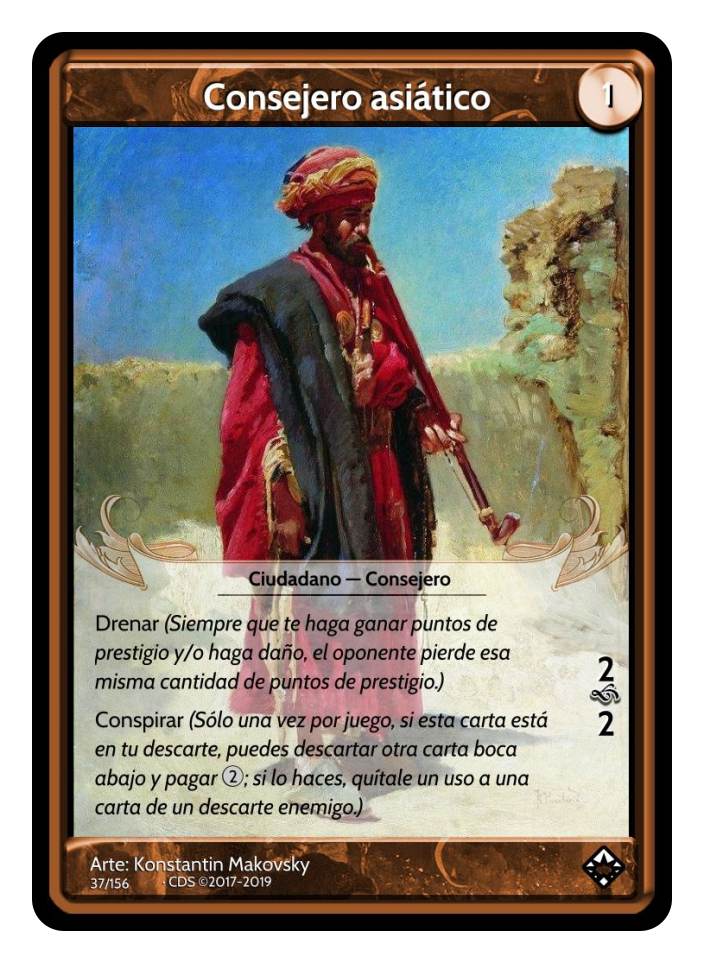 Consejero asiático
1
Ciudadano — Consejero
Drenar (Siempre que te haga ganar puntos de
prestigio y/o haga daño, el oponente pierde esa
misma cantidad de puntos de prestigio.)
Conspirar (Sólo una vez por juego, si esta carta está
en tu descarte, puedes descartar otra carta boca
abajo y pagar 2; si lo haces, quítale un uso a una
carta de un descarte enemigo.)
2
2
Arte: Konstantin Makovsky
37/156 · CDS ©2017-2019